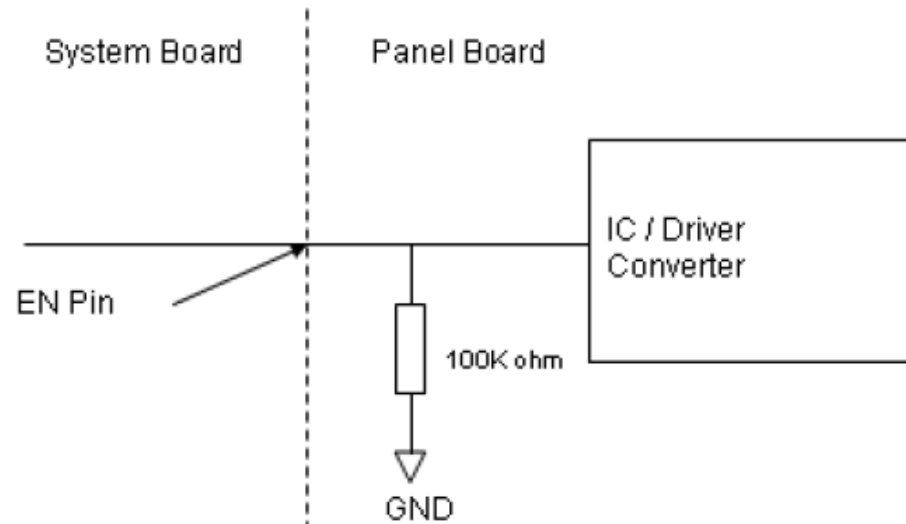 System Board
Panel Board
IC / Driver
Converter
EN Pin
100K ohm
GND